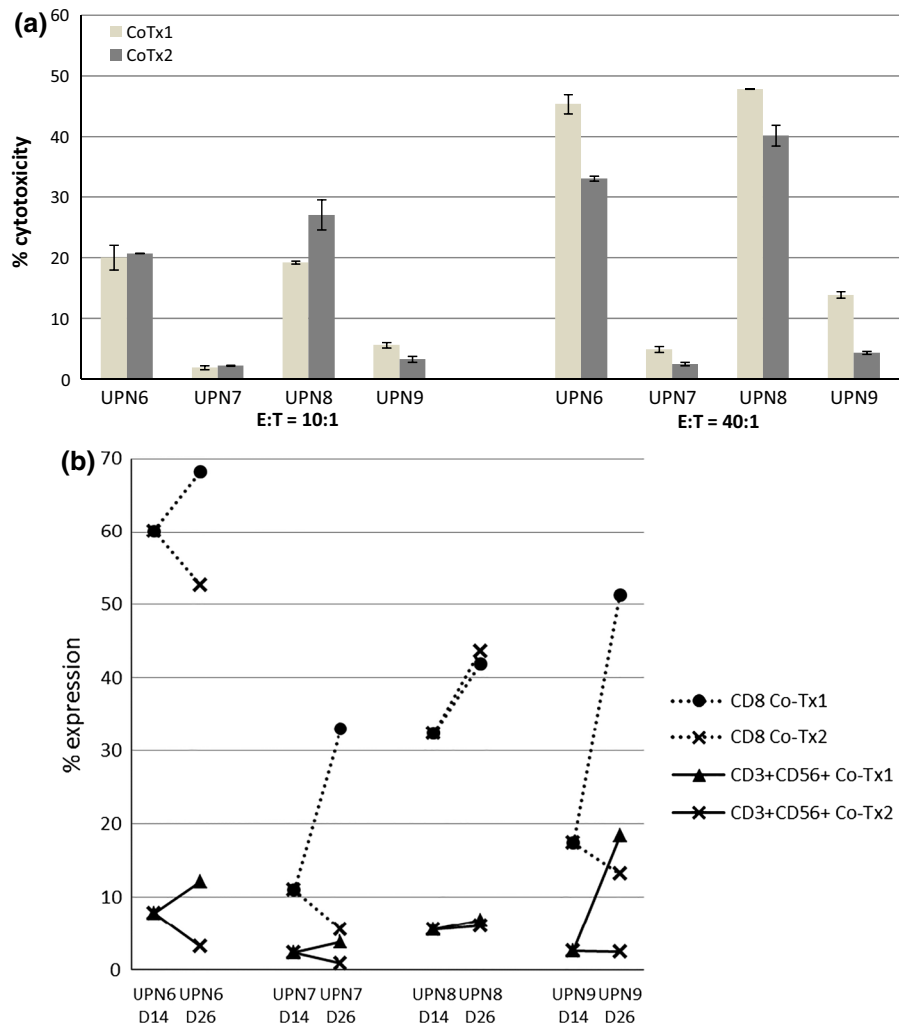 (a)
60
50
40
30
20
10
0
% cytotoxicity
CoTx1
CoTx2
UPN6 UPN7 UPN8 UPN9 UPN6 UPN7 UPN8 UPN9
E:T = 10:1 E:T = 40:1
(b)
70
60
50
40
30
20
10
0
% expression
CD8 Co-Tx1
CD8 Co-Tx2
CD3+CD56+ Co-Tx1
CD3+CD56+ Co-Tx2
UPN6 UPN6 UPN7 UPN7 UPN8 UPN8 UPN9 UPN9
D14 D26 D14 D26 D14 D26 D14 D26